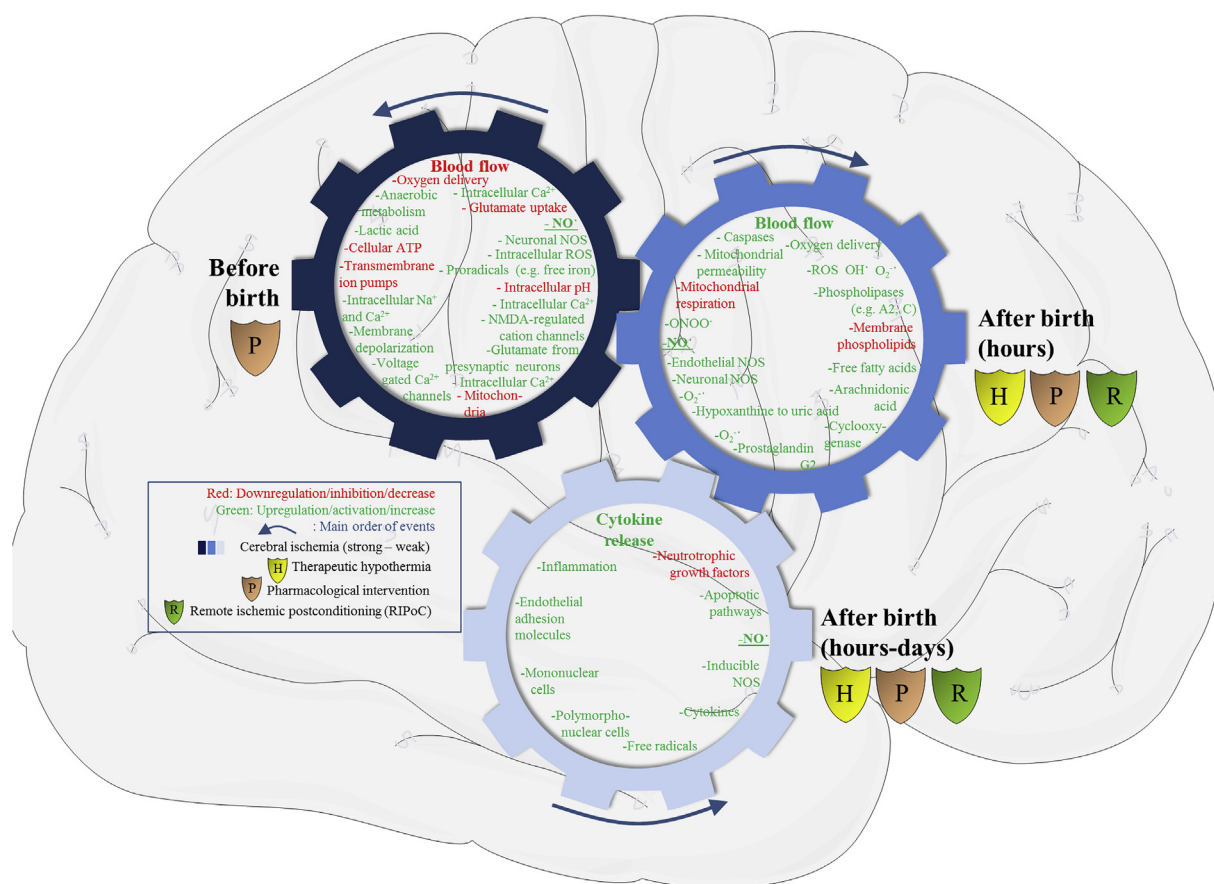 Blood flow
-Oxygen delivery
-Anaerobic
metabolism
-Lactic acid
-Cellular ATP
-Transmembrane
ion pumps
-Intracellular Na⁺
and Ca²⁺
-Membrane
depolarization
-Voltage
gated Ca²⁺
channels
- Intracellular Ca²⁺
- Glutamate uptake
- NO·
- Neuronal NOS
- Intracellular ROS
- Proradicals (e.g. free iron)
- Intracellular pH
- Intracellular Ca²⁺
- NMDA-regulated
cation channels
-Glutamate from
presynaptic neurons
Intracellular Ca²⁺
- Mitochon-
dria
Before
birth
P
Blood flow
- Caspases
- Mitochondrial
permeability
-Mitochondrial
respiration
-ONOO⁻
-NO·
-Endothelial NOS
-Neuronal NOS
-O₂⁻·
-Hypoxanthine to uric acid
-O₂⁻·
-Prostaglandin
G2
-Oxygen delivery
-ROS OH· O₂⁻·
-Phospholipases
(e.g. A2, C)
-Membrane
phospholipids
-Free fatty acids
-Arachnidonic
acid
-Cyclooxy-
genase
After birth
(hours)
H P R
Cytokine
release
-Inflammation
-Endothelial
adhesion
molecules
-Mononuclear
cells
-Polymorpho-
nuclear cells
-Free radicals
-Neutrotrophic
growth factors
-Apoptotic
pathways
-NO·
-Inducible
NOS
-Cytokines
After birth
(hours-days)
H P R
Red: Downregulation/inhibition/decrease
Green: Upregulation/activation/increase
: Main order of events
Cerebral ischemia (strong – weak)
H Therapeutic hypothermia
P Pharmacological intervention
R Remote ischemic postconditioning (RIPoC)